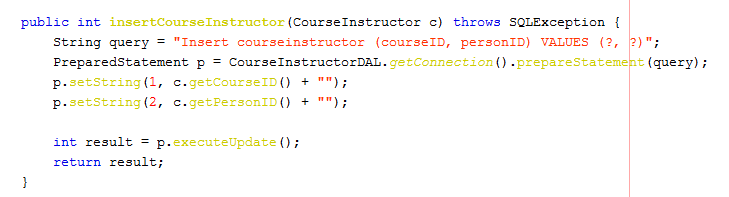 public int insertCourseInstructor(CourseInstructor c) throws SQLException {
    String query = "Insert courseinstructor (courseID, personID) VALUES (?, ?)";
    PreparedStatement p = CourseInstructorDAL.getConnection().prepareStatement(query);
    p.setString(1, c.getCourseID() + "");
    p.setString(2, c.getPersonID() + "");

    int result = p.executeUpdate();
    return result;
}